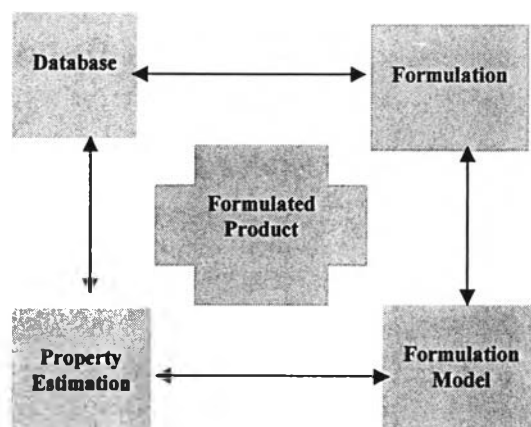 Database
Formulation
Formulated
Product
Property
Estimation
Formulation
Model